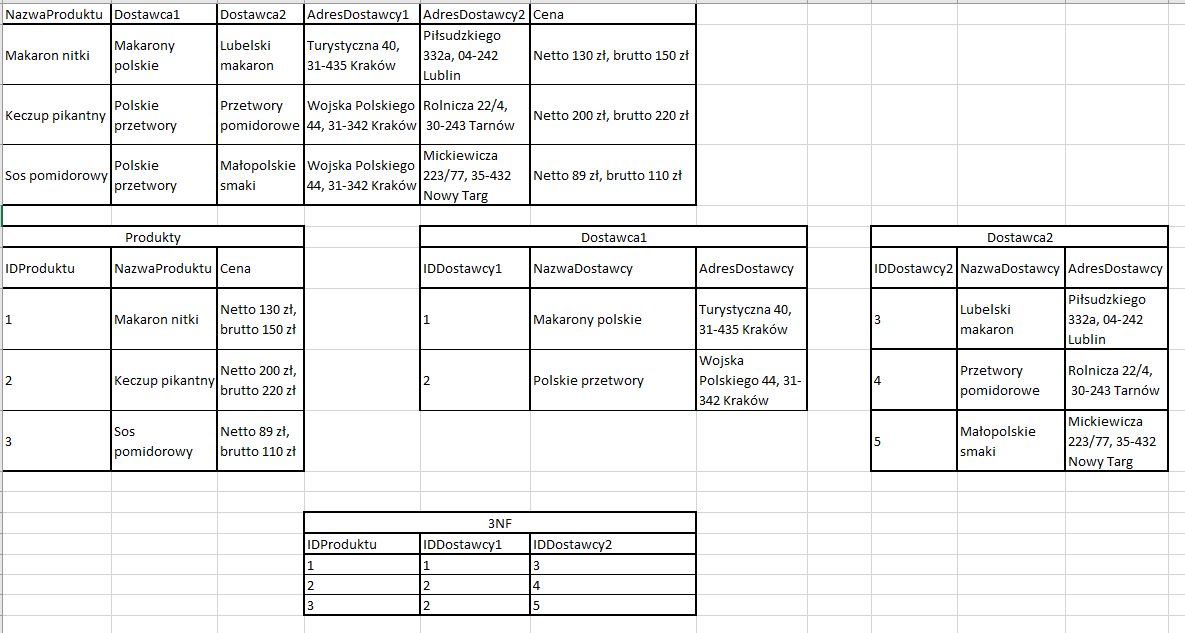 NazwaProduktu Dostawca1 Dostawca2 AdresDostawcy1 AdresDostawcy2 Cena
Makaron nitki
Makarony
polskie
Lubelski
makaron
Turystyczna 40,
31-435 Kraków
Piłsudzkiego
332a, 04-242
Lublin
Netto 130 zł, brutto 150 zł
Keczup pikantny
Polskie
przetwory
Przetwory
pomidorowe
Wojska Polskiego
44, 31-342 Kraków
Rolnicza 22/4,
30-243 Tarnów
Netto 200 zł, brutto 220 zł
Sos pomidorowy
Polskie
przetwory
Małopolskie
smaki
Wojska Polskiego
44, 31-342 Kraków
Mickiewicza
223/77, 35-432
Nowy Targ
Netto 89 zł, brutto 110 zł
Produkty
IDProduktu NazwaProduktu Cena
1
Makaron nitki
Netto 130 zł,
brutto 150 zł
2
Keczup pikantny
Netto 200 zł,
brutto 220 zł
3
Sos
pomidorowy
Netto 89 zł,
brutto 110 zł
Dostawca1
IDDostawcy1 NazwaDostawcy AdresDostawcy
1
Makarony polskie
Turystyczna 40,
31-435 Kraków
2
Polskie przetwory
Wojska
Polskiego 44, 31-
342 Kraków
Dostawca2
IDDostawcy2 NazwaDostawcy AdresDostawcy
3
Lubelski
makaron
Piłsudzkiego
332a, 04-242
Lublin
4
Przetwory
pomidorowe
Rolnicza 22/4,
30-243 Tarnów
5
Małopolskie
smaki
Mickiewicza
223/77, 35-432
Nowy Targ
3NF
IDProduktu IDDostawcy1 IDDostawcy2
1 1 3
2 2 4
3 2 5